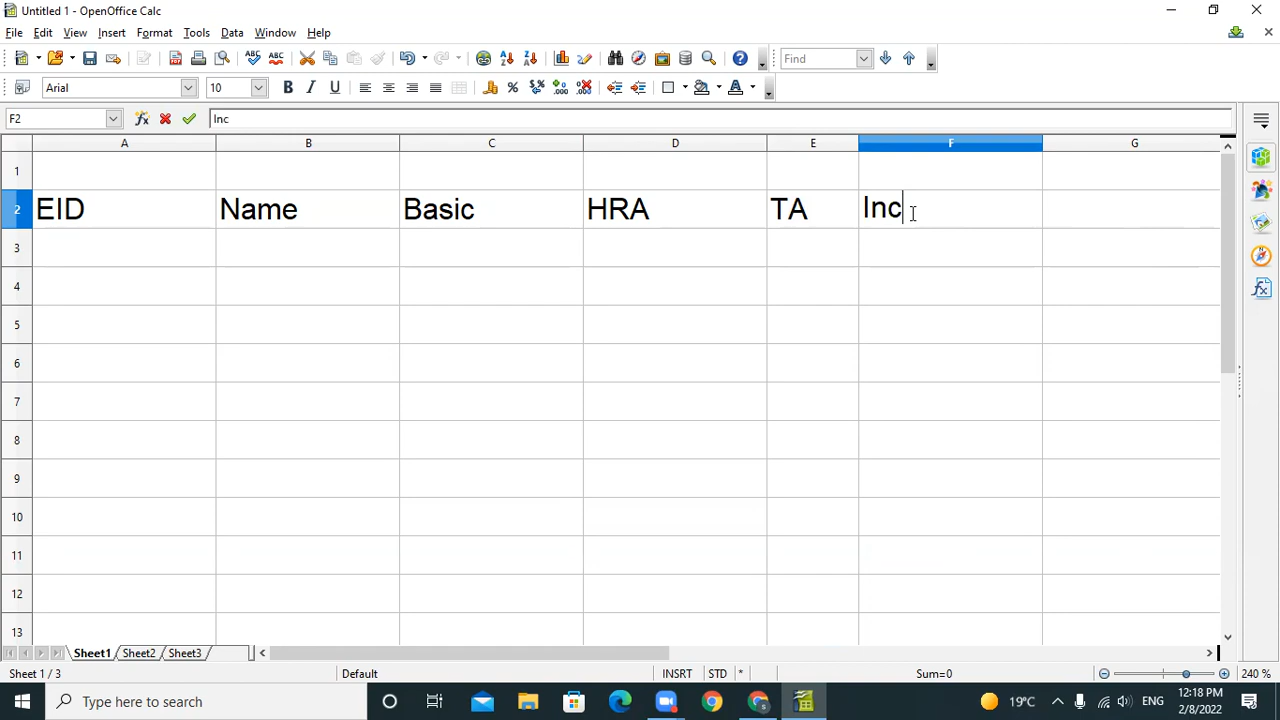 Untitled 1 - OpenOffice Calc
File Edit View Insert Format Tools Data Window Help
Find
Arial 10
F2 Inc
A B C D E F G
1
2 EID Name Basic HRA TA Inc
3
4
5
6
7
8
9
10
11
12
13
Sheet1 Sheet2 Sheet3
Sheet 1 / 3 Default INSRT STD * Sum=0 240 %
Type here to search 19°C ENG 12:18 PM
2/8/2022